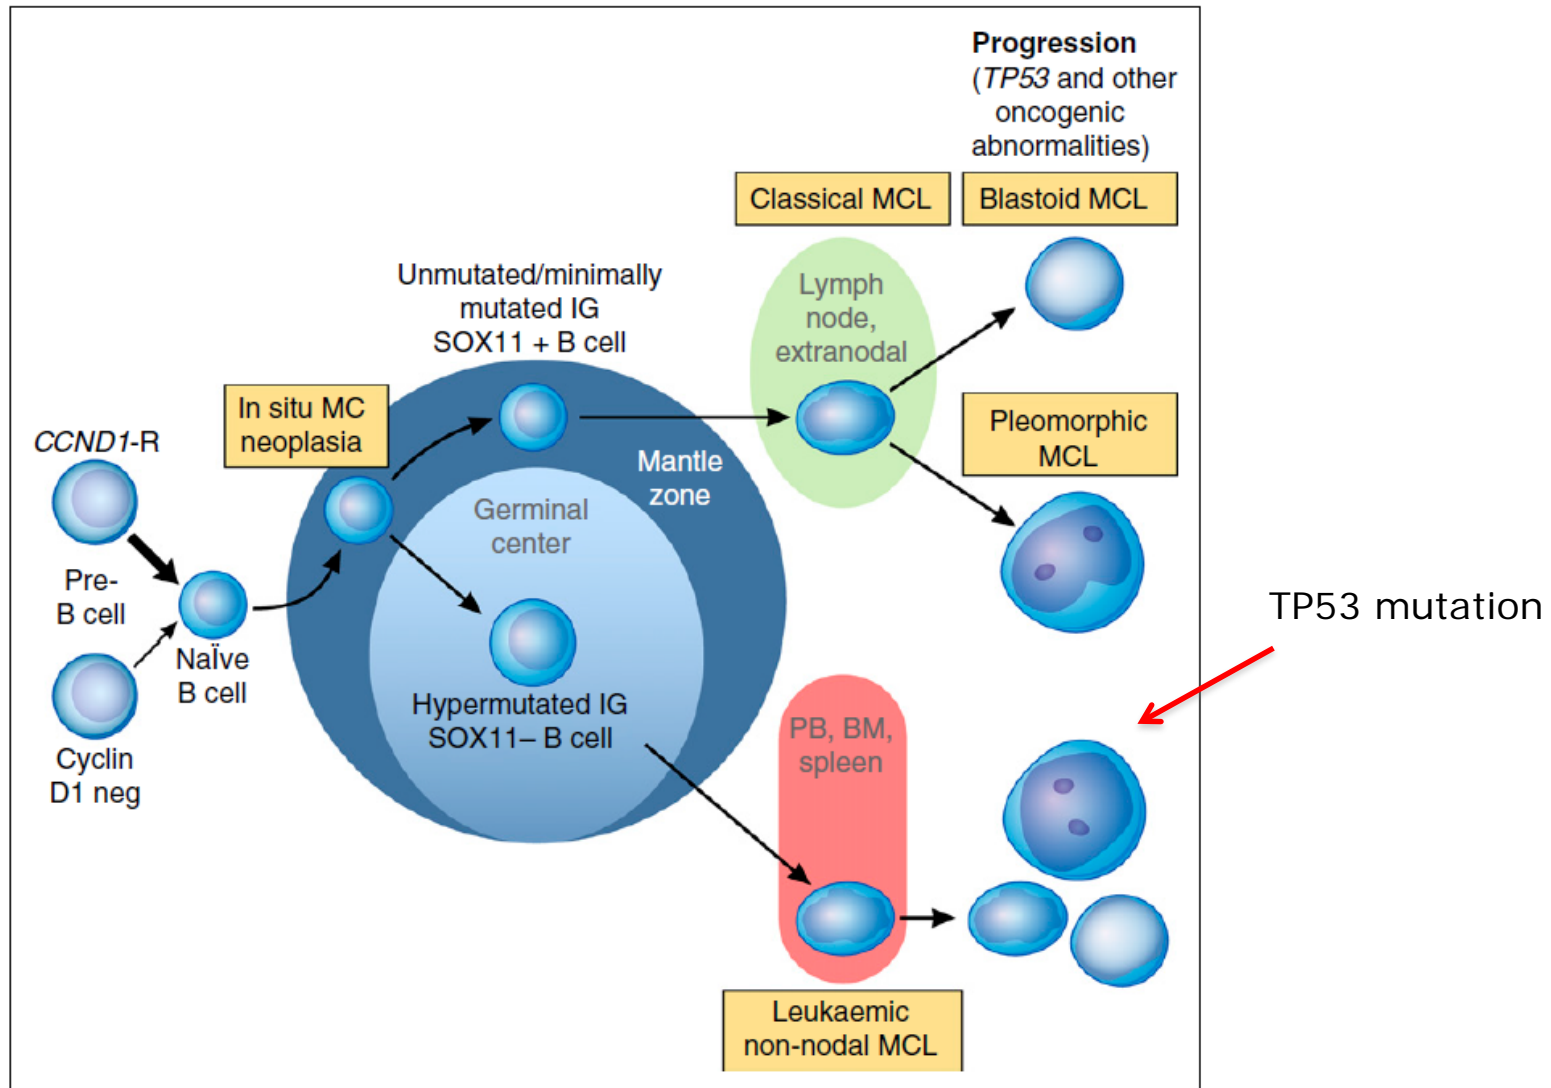 Progression
(TP53 and other
oncogenic
abnormalities)
Classical MCL
Blastoid MCL
Unmutated/minimally
mutated IG
SOX11 + B cell
Lymph
node,
extranodal
In situ MC
neoplasia
CCND1-R
Pleomorphic
MCL
Mantle
zone
Germinal
center
Pre-
B cell
NaÏve
B cell
TP53 mutation
Hypermutated IG
SOX11– B cell
PB, BM,
spleen
Cyclin
D1 neg
Leukaemic
non-nodal MCL